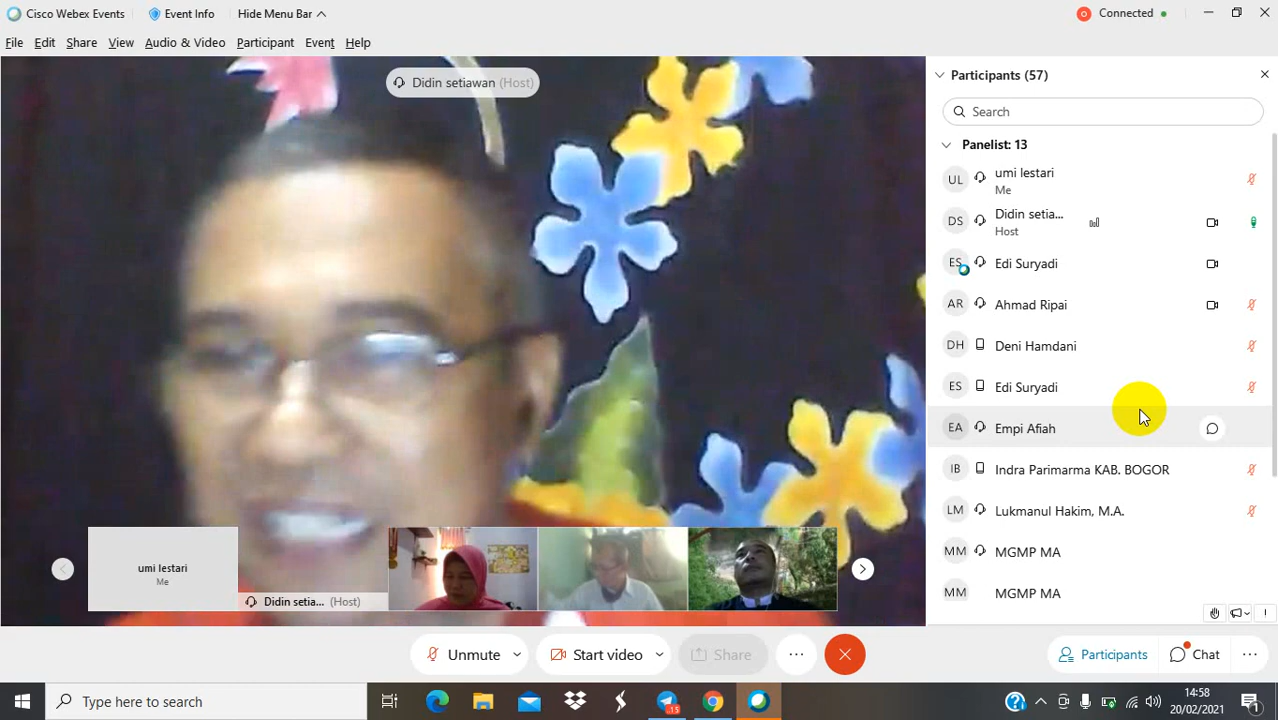 Cisco Webex Events
Event Info
Hide Menu Bar
Connected
File Edit Share View Audio & Video Participant Event Help
Didin setiawan (Host)
Participants (57)
Search
Panelist: 13
UL umi lestari
Me
DS Didin setia...
Host
ES Edi Suryadi
AR Ahmad Ripai
DH Deni Hamdani
ES Edi Suryadi
EA Empi Afiah
IB Indra Parimarma KAB. BOGOR
LM Lukmanul Hakim, M.A.
MM MGMP MA
MM MGMP MA
umi lestari
Me
Didin setia... (Host)
Unmute
Start video
Share
Participants
Chat
Type here to search
15
14:58
20/02/2021
1